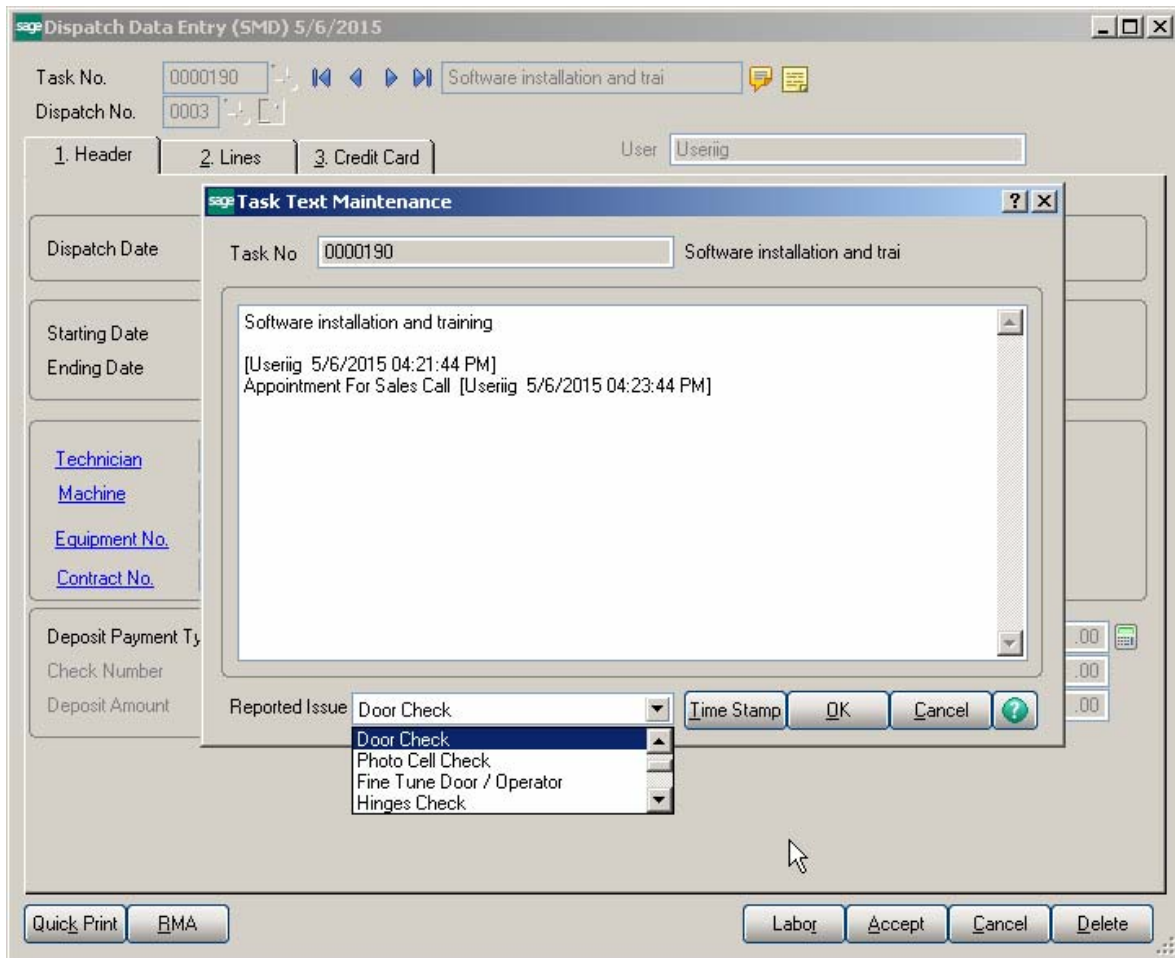 sage Dispatch Data Entry (SMD) 5/6/2015
Task No. 0000190 Software installation and trai
Dispatch No. 0003
1. Header 2. Lines 3. Credit Card User Useriig
sage Task Text Maintenance
Dispatch Date
Task No 0000190 Software installation and trai
Starting Date
Ending Date
Software installation and training
[Useriig 5/6/2015 04:21:44 PM]
Appointment For Sales Call [Useriig 5/6/2015 04:23:44 PM]
Technician
Machine
Equipment No.
Contract No.
Deposit Payment Ty .00
Check Number .00
Deposit Amount .00
Reported Issue Door Check Time Stamp OK Cancel ?
Door Check
Photo Cell Check
Fine Tune Door / Operator
Hinges Check
Quick Print RMA Labor Accept Cancel Delete